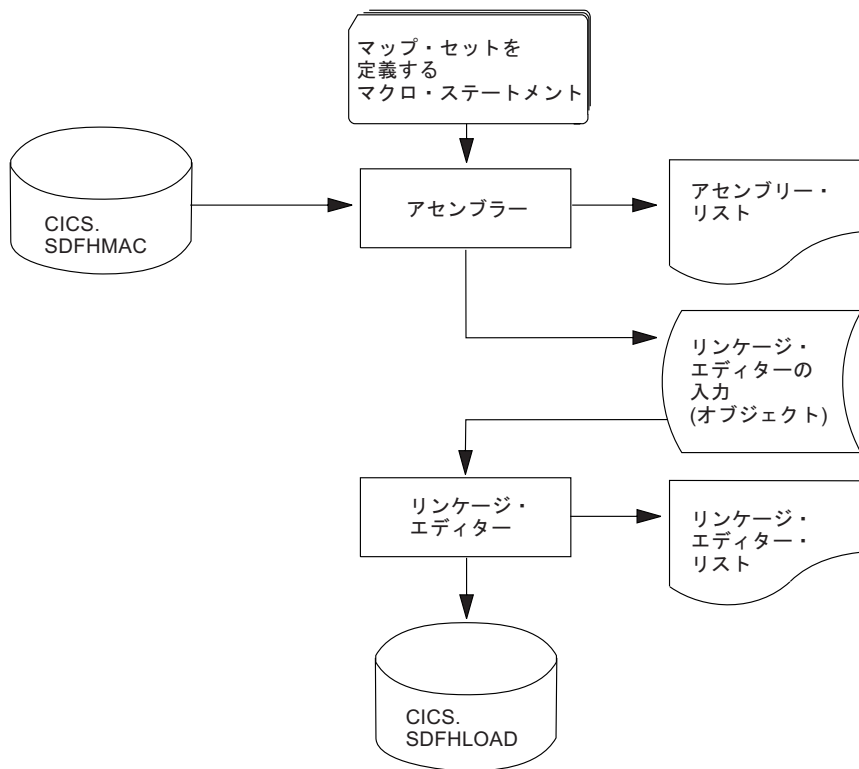 マップ・セットを
定義する
マクロ・ステートメント
CICS.
SDFHMAC
アセンブラー
アセンブリー・
リスト
リンケージ・
エディターの
入力
(オブジェクト)
リンケージ・
エディター
リンケージ・
エディター・
リスト
CICS.
SDFHLOAD